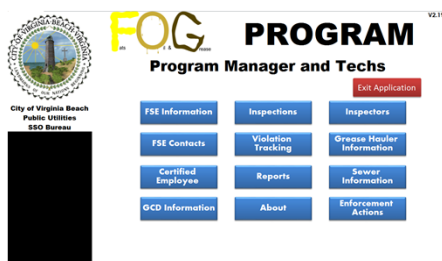 V2.1
FOG PROGRAM
Program Manager and Techs
Exit Application
City of Virginia Beach
Public Utilities
SSO Bureau
FSE Information
Inspections
Inspectors
FSE Contacts
Violation
Tracking
Grease Hauler
Information
Certified
Employee
Reports
Sewer
Information
GCD Information
About
Enforcement
Actions